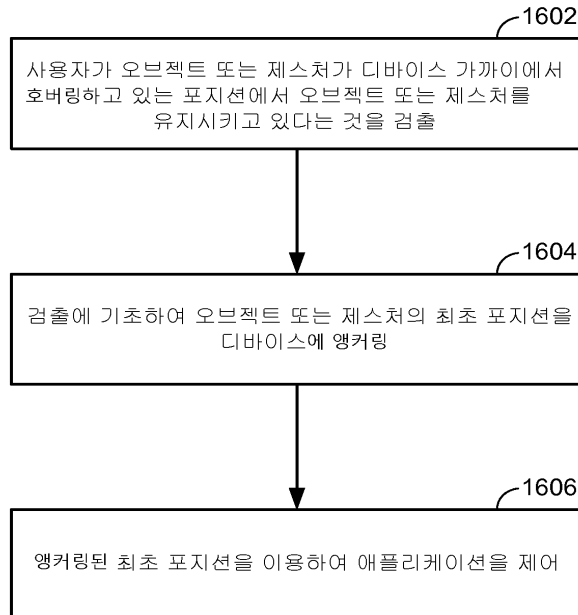 1602
사용자가 오브젝트 또는 제스처가 디바이스 가까이에서
호버링하고 있는 포지션에서 오브젝트 또는 제스처를
유지시키고 있다는 것을 검출
1604
검출에 기초하여 오브젝트 또는 제스처의 최초 포지션을
디바이스에 앵커링
1606
앵커링된 최초 포지션을 이용하여 애플리케이션을 제어